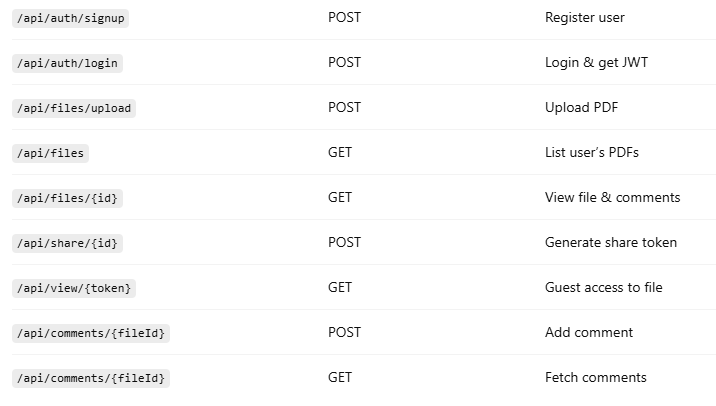 /api/auth/signup POST Register user
/api/auth/login POST Login & get JWT
/api/files/upload POST Upload PDF
/api/files GET List user’s PDFs
/api/files/{id} GET View file & comments
/api/share/{id} POST Generate share token
/api/view/{token} GET Guest access to file
/api/comments/{fileId} POST Add comment
/api/comments/{fileId} GET Fetch comments